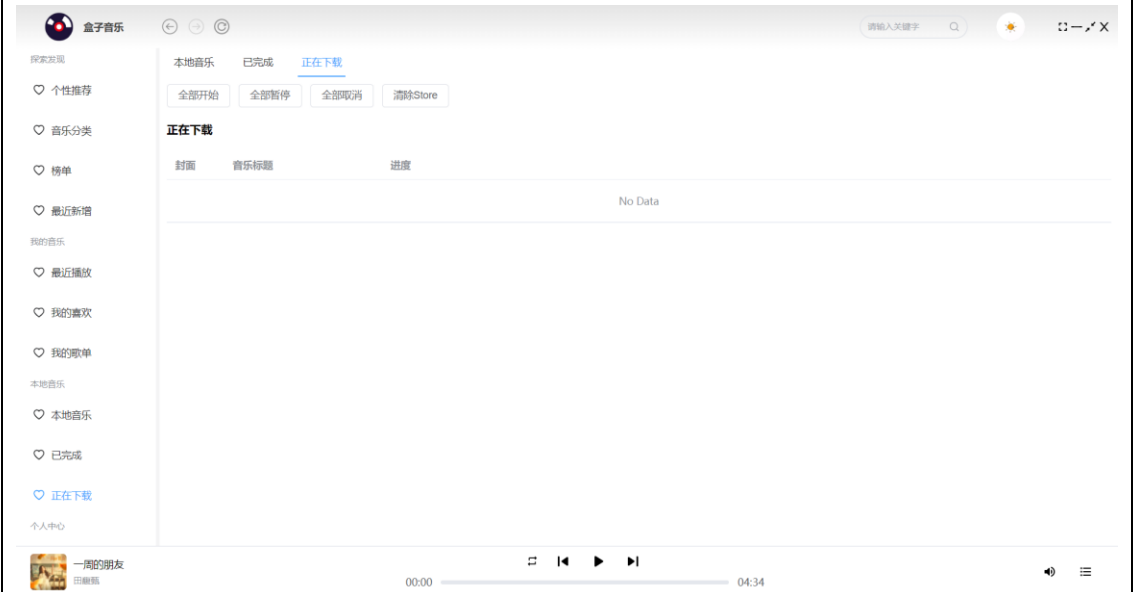 盒子音乐
请输入关键字
探索发现
个性推荐
音乐分类
榜单
最近新增
我的音乐
最近播放
我的喜欢
我的歌单
本地音乐
本地音乐
已完成
正在下载
个人中心
本地音乐 已完成 正在下载
全部开始 全部暂停 全部取消 清除Store
正在下载
封面 音乐标题 进度
No Data
一周的朋友
00:00 04:34